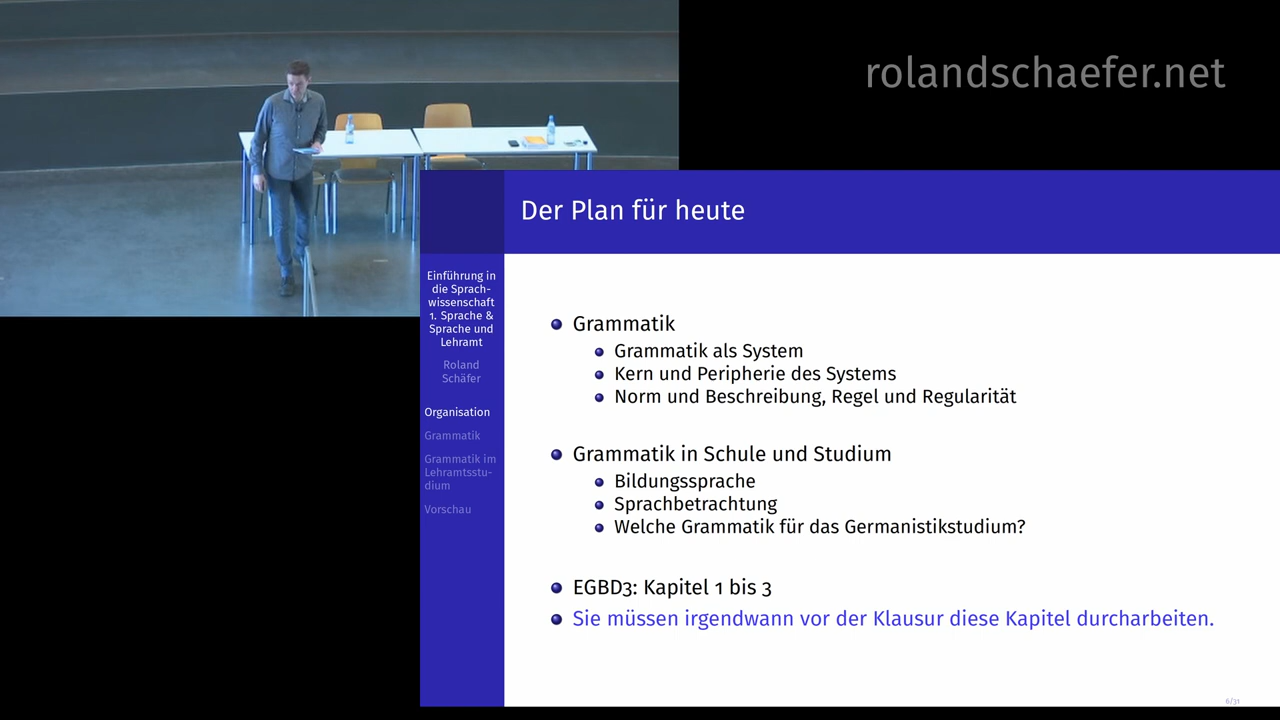 rolandschaefer.net
Der Plan für heute
Einführung in
die Sprach-
wissenschaft
1. Sprache &
Sprache und
Lehramt
Roland
Schäfer
Organisation
Grammatik
Grammatik im
Lehramtsstu-
dium
Vorschau
Grammatik
Grammatik als System
Kern und Peripherie des Systems
Norm und Beschreibung, Regel und Regularität
Grammatik in Schule und Studium
Bildungssprache
Sprachbetrachtung
Welche Grammatik für das Germanistikstudium?
EGBD3: Kapitel 1 bis 3
Sie müssen irgendwann vor der Klausur diese Kapitel durcharbeiten.
6/31